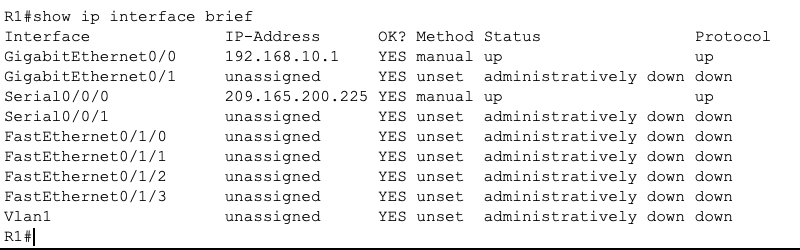 R1#show ip interface brief
Interface IP-Address OK? Method Status Protocol
GigabitEthernet0/0 192.168.10.1 YES manual up up
GigabitEthernet0/1 unassigned YES unset administratively down down
Serial0/0/0 209.165.200.225 YES manual up up
Serial0/0/1 unassigned YES unset administratively down down
FastEthernet0/1/0 unassigned YES unset administratively down down
FastEthernet0/1/1 unassigned YES unset administratively down down
FastEthernet0/1/2 unassigned YES unset administratively down down
FastEthernet0/1/3 unassigned YES unset administratively down down
Vlan1 unassigned YES unset administratively down down
R1#